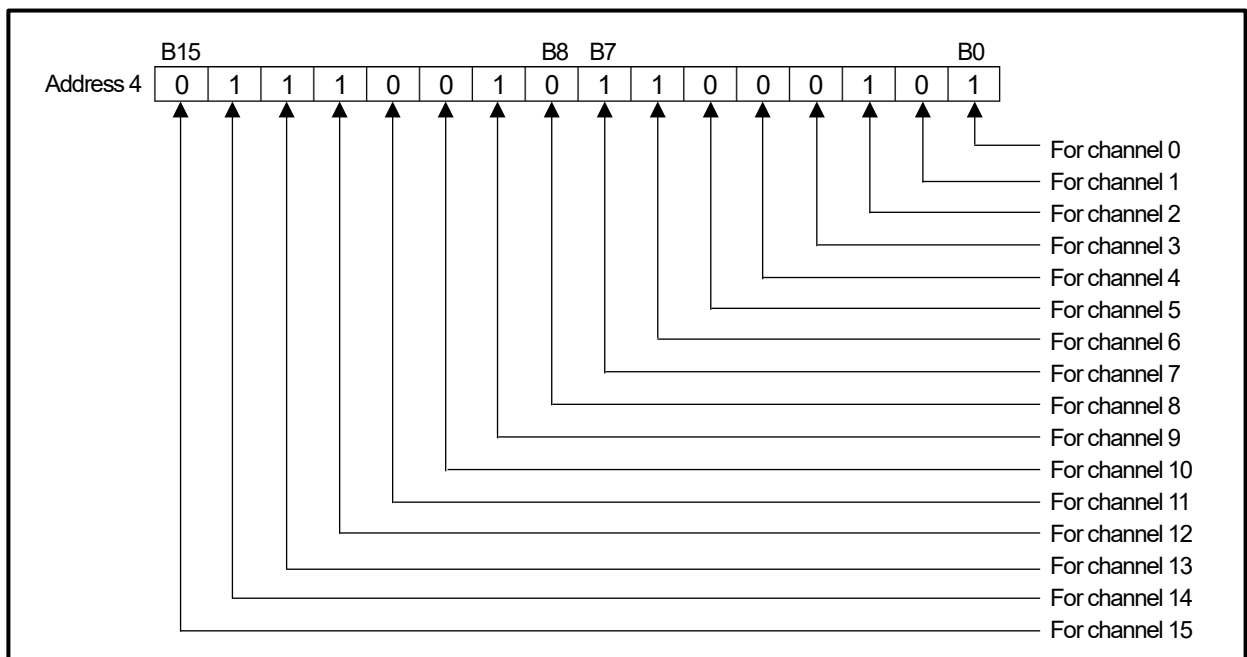 B15 B8 B7 B0
Address 4 0 1 1 1 0 0 1 0 1 1 0 0 0 1 0 1
For channel 0
For channel 1
For channel 2
For channel 3
For channel 4
For channel 5
For channel 6
For channel 7
For channel 8
For channel 9
For channel 10
For channel 11
For channel 12
For channel 13
For channel 14
For channel 15